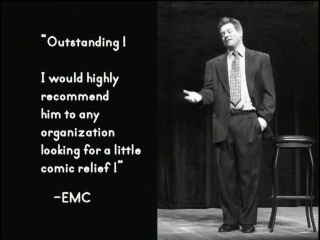 "Outstanding!
I would highly
recommend
him to any
organization
looking for a little
comic relief!"
-EMC